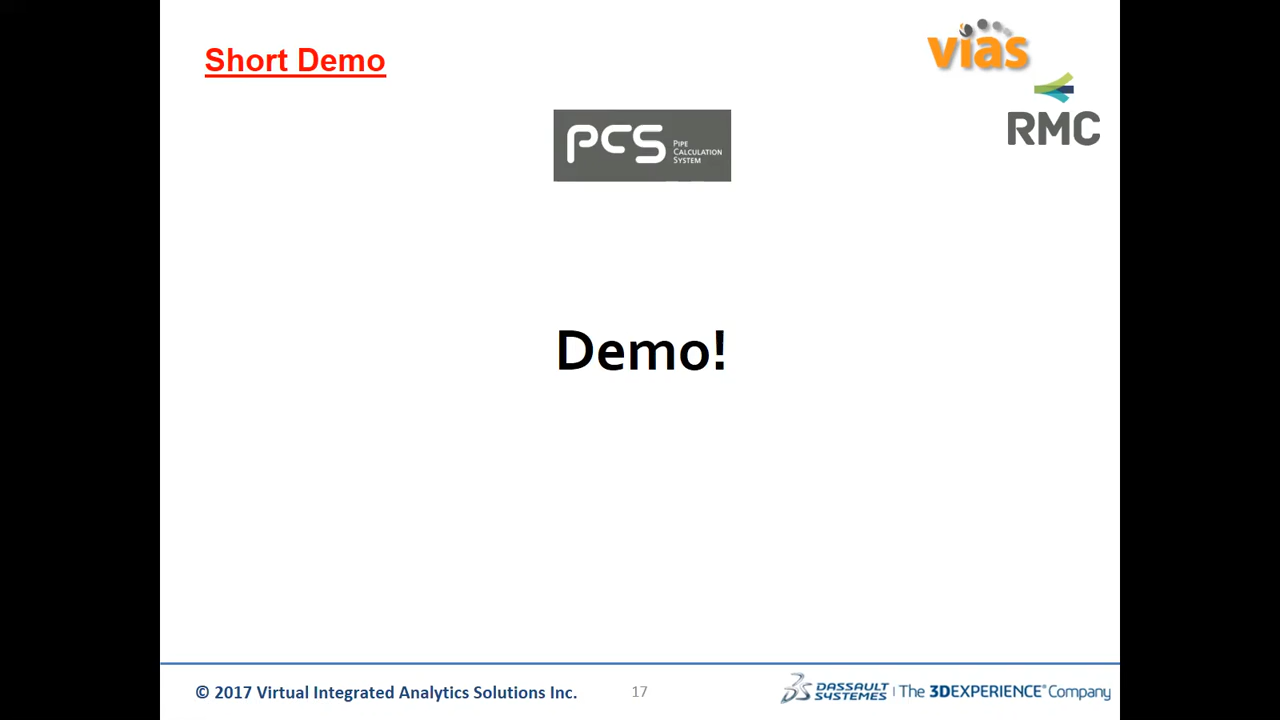 Short Demo
vias
RMC
PCS PIPE
CALCULATION
SYSTEM
Demo!
© 2017 Virtual Integrated Analytics Solutions Inc.
17
DASSAULT
SYSTEMES
The 3DEXPERIENCE® Company